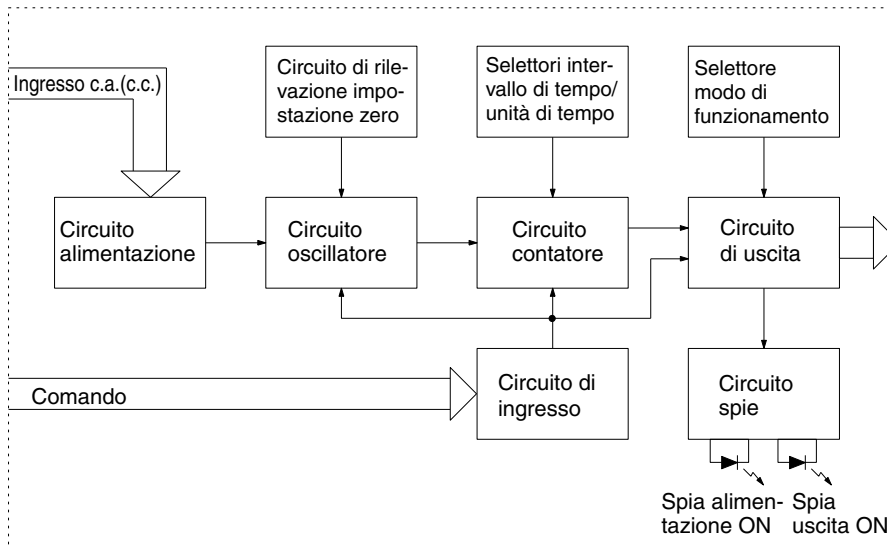 Ingresso c.a.(c.c.)
Circuito di rile-
vazione impo-
stazione zero
Selettori inter-
vallo di tempo/
unità di tempo
Selettore
modo di
funzionamento
Circuito
alimentazione
Circuito
oscillatore
Circuito
contatore
Circuito
di uscita
Comando
Circuito di
ingresso
Circuito
spie
Spia alimen-
tazione ON
Spia
uscita ON